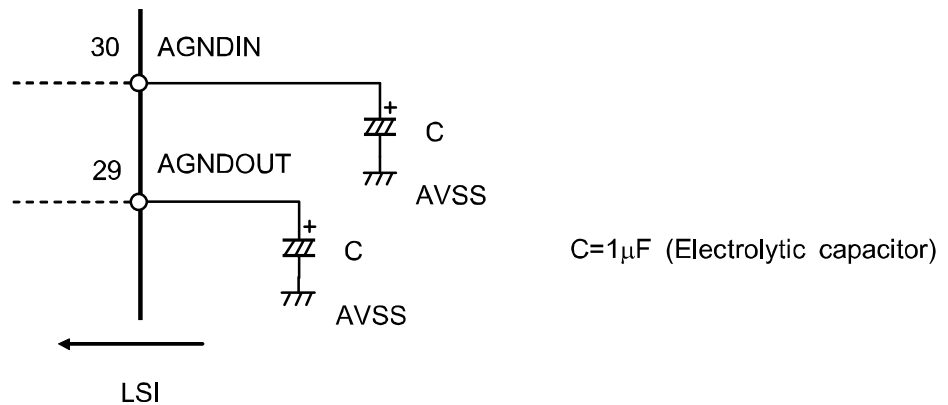 30 AGNDIN
+
C
AVSS
29 AGNDOUT
+
C
AVSS
C=1μF (Electrolytic capacitor)
LSI